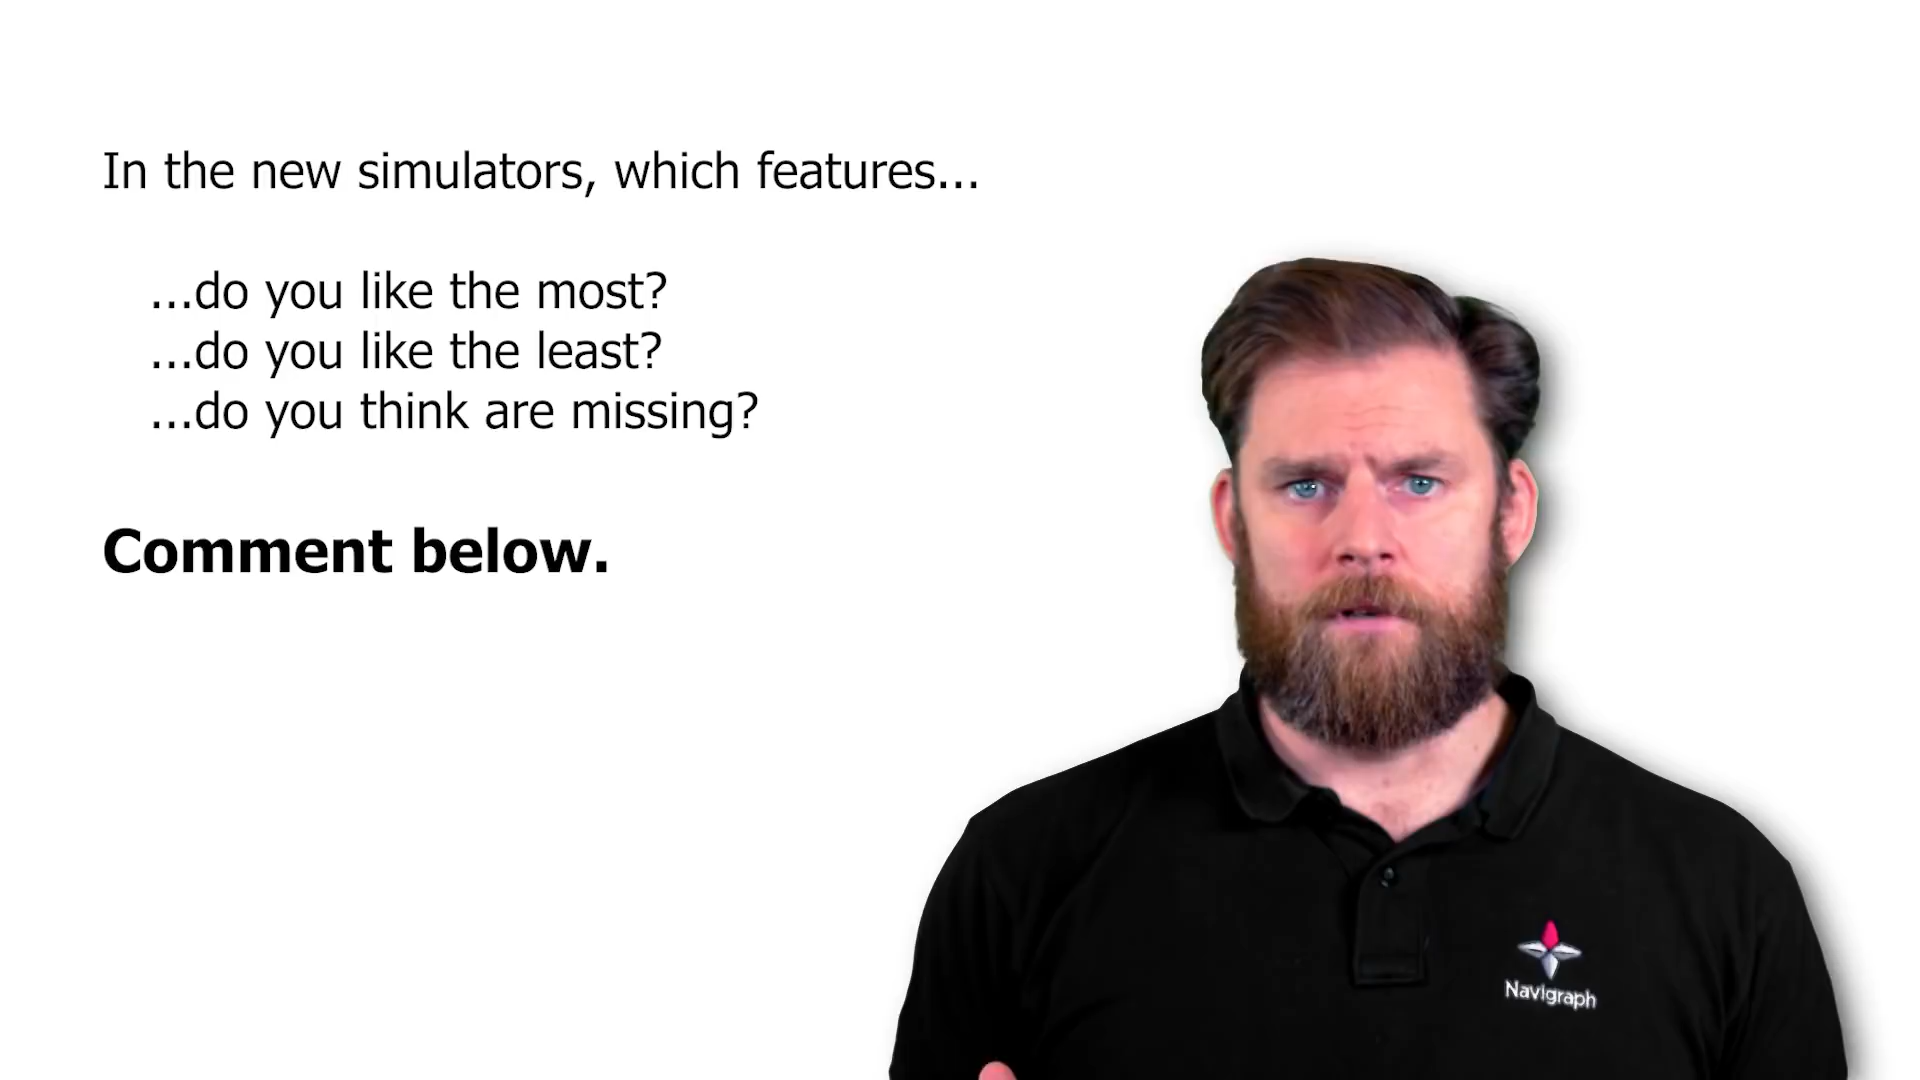 In the new simulators, which features...
...do you like the most?
...do you like the least?
...do you think are missing?
Comment below.
Navigraph